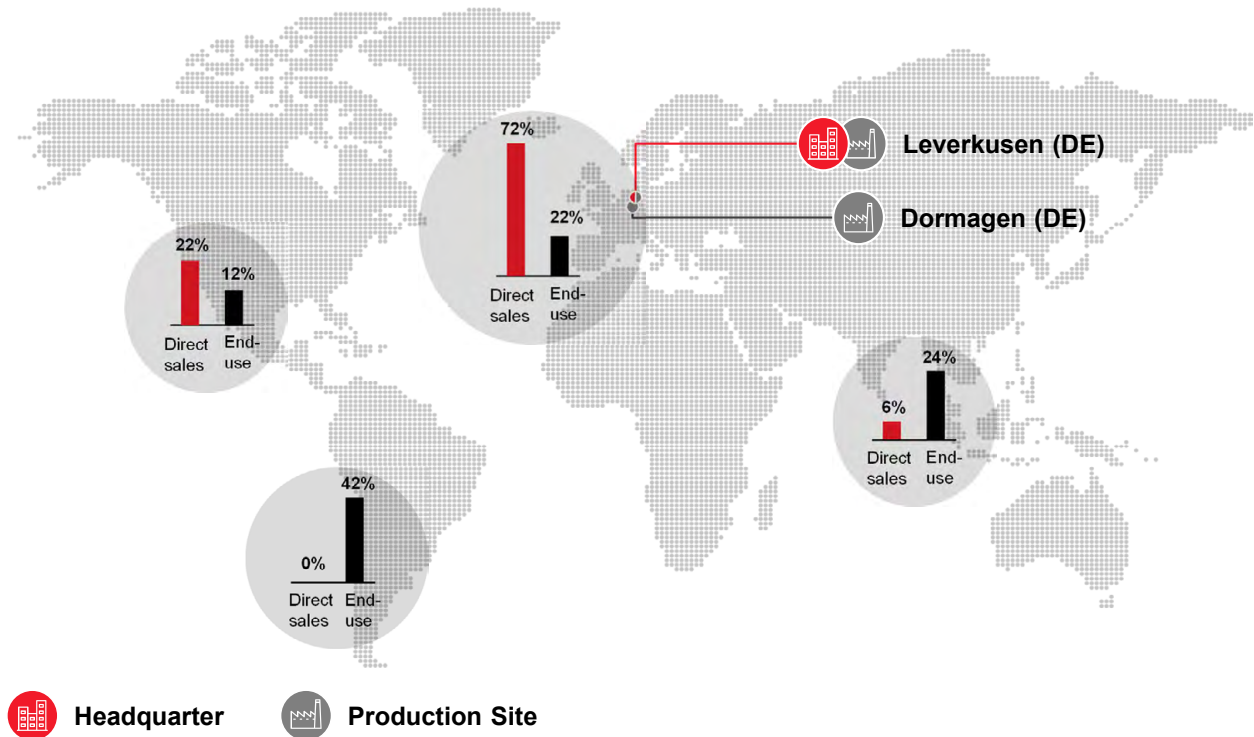 72%
22%
Direct
sales
End-
use
Leverkusen (DE)
Dormagen (DE)
22%
12%
Direct
sales
End-
use
6%
24%
Direct
sales
End-
use
0%
42%
Direct
sales
End-
use
Headquarter
Production Site